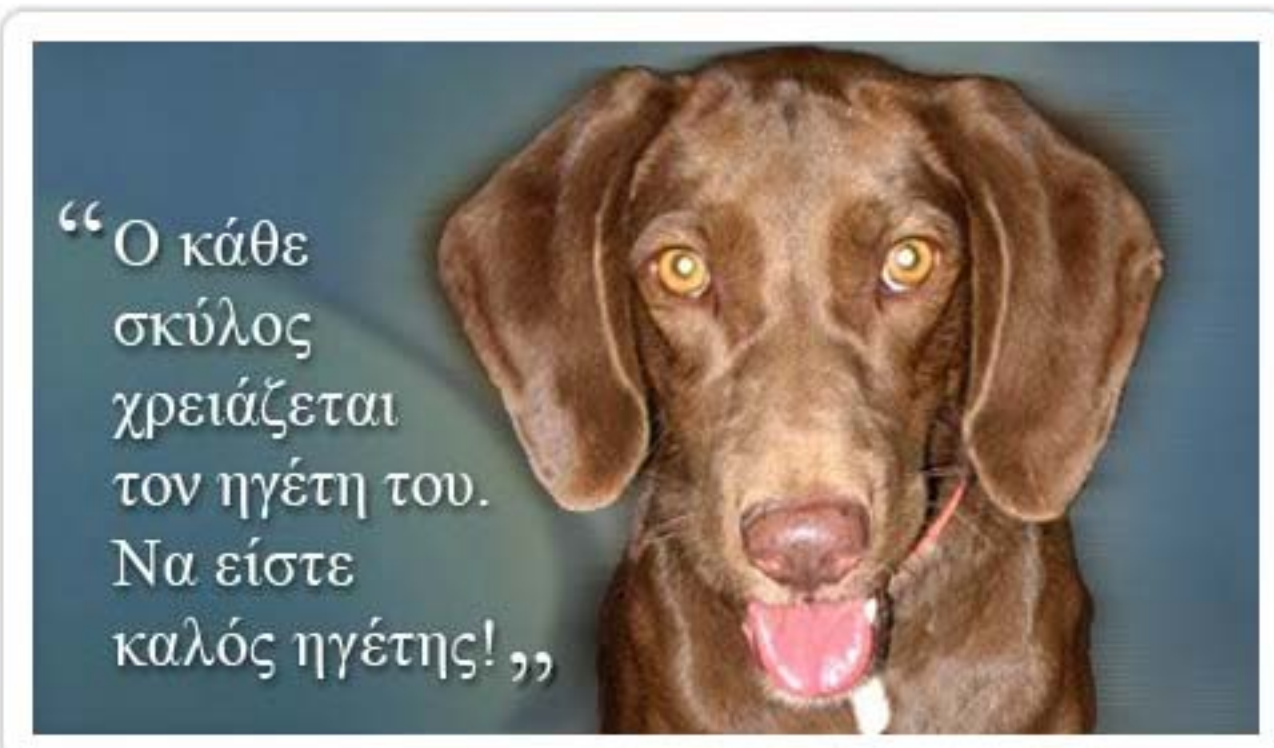 “Ο κάθε
σκύλος
χρειάζεται
τον ηγέτη του.
Να είστε
καλός ηγέτης!„